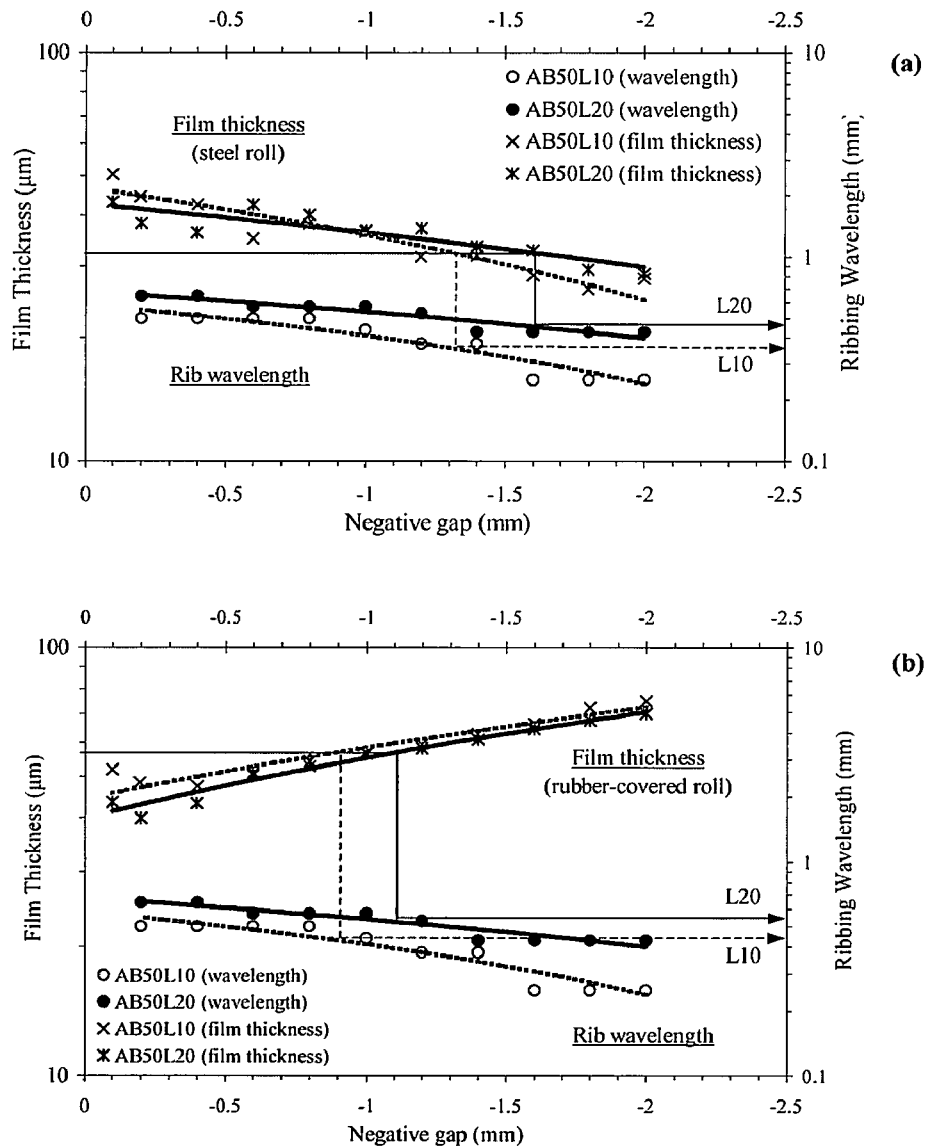 0 -0.5 -1 -1.5 -2 -2.5
100 10
(a)
○ AB50L10 (wavelength)
● AB50L20 (wavelength)
× AB50L10 (film thickness)
ж AB50L20 (film thickness)
Film thickness
(steel roll)
Film Thickness (μm)
Ribbing Wavelength (mm)
1
L20
L10
Rib wavelength
10 0.1
0 -0.5 -1 -1.5 -2 -2.5
Negative gap (mm)
0 -0.5 -1 -1.5 -2 -2.5
100 10
(b)
Film thickness
(rubber-covered roll)
Film Thickness (μm)
Ribbing Wavelength (mm)
1
L20
L10
○ AB50L10 (wavelength)
● AB50L20 (wavelength)
× AB50L10 (film thickness)
ж AB50L20 (film thickness)
Rib wavelength
10 0.1
0 -0.5 -1 -1.5 -2 -2.5
Negative gap (mm)